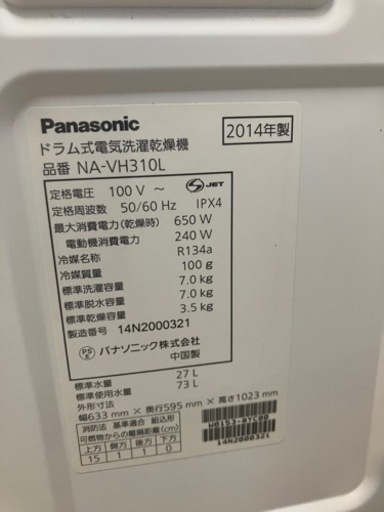 Panasonic
2014年製
ドラム式電気洗濯乾燥機
品番 NA-VH310L
定格電圧 100 V ～
JET
定格周波数 50/60 Hz IPX4
最大消費電力(乾燥時) 650 W
電動機消費電力 240 W
冷媒名称 R134a
冷媒質量 100 g
標準洗濯容量 7.0 kg
標準脱水容量 7.0 kg
標準乾燥容量 3.5 kg
製造番号 14N2000321
PS E パナソニック株式会社
中国製
標準水量 27 L
標準使用水量 73 L
外形寸法
幅633 mm × 奥行595 mm × 高さ1023 mm
消防法 基準適合 組込形
可燃物からの離隔距離(cm)
上方 側方 後方 下方
15 1 1 0
14N2000321